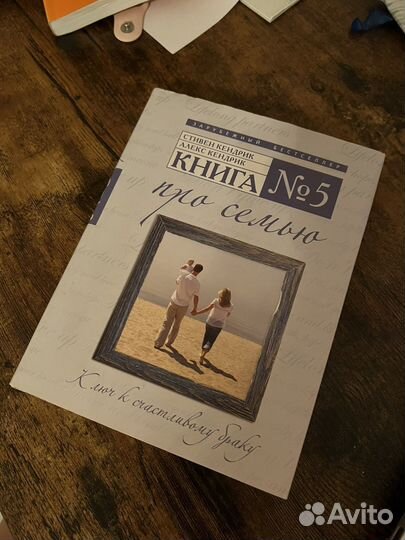 ЗАРУБЕЖНЫЙ БЕСТСЕЛЛЕР
СТИВЕН КЕНДРИК
АЛЕКС КЕНДРИК
КНИГА №5
про семью
Ключ к счастливому браку
Avito